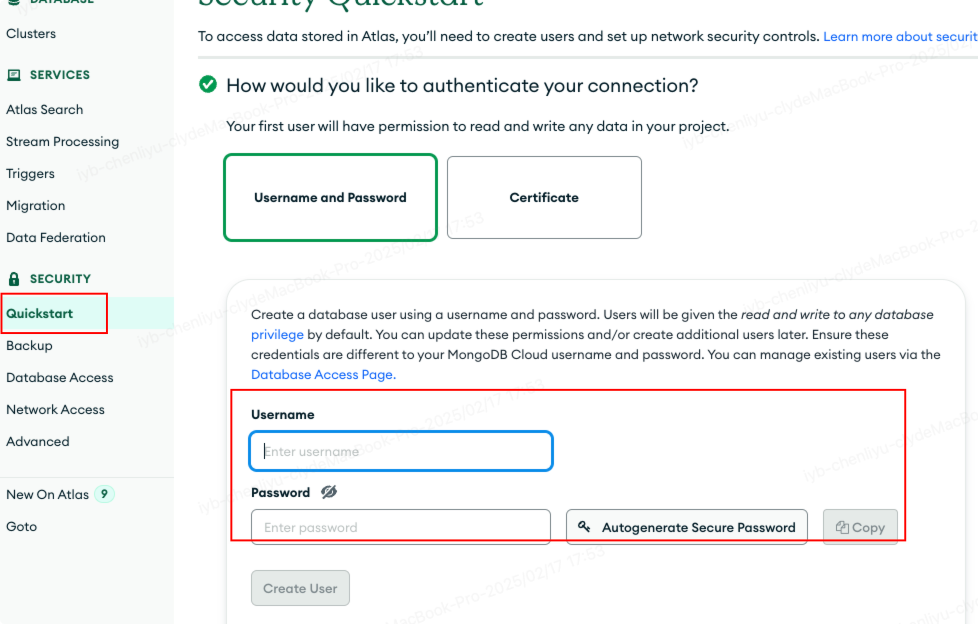 DATABASE
Clusters
SERVICES
Atlas Search
Stream Processing
Triggers
Migration
Data Federation
SECURITY
Quickstart
Backup
Database Access
Network Access
Advanced
New On Atlas 9
Goto
Security Quickstart
To access data stored in Atlas, you’ll need to create users and set up network security controls. Learn more about securit
How would you like to authenticate your connection?
Your first user will have permission to read and write any data in your project.
Username and Password
Certificate
Create a database user using a username and password. Users will be given the read and write to any database
privilege by default. You can update these permissions and/or create additional users later. Ensure these
credentials are different to your MongoDB Cloud username and password. You can manage existing users via the
Database Access Page.
Username
Enter username
Password
Enter password
Autogenerate Secure Password
Copy
Create User
iyb-chenliyu-clydeMacBook-Pro-2025/02/17 17:53